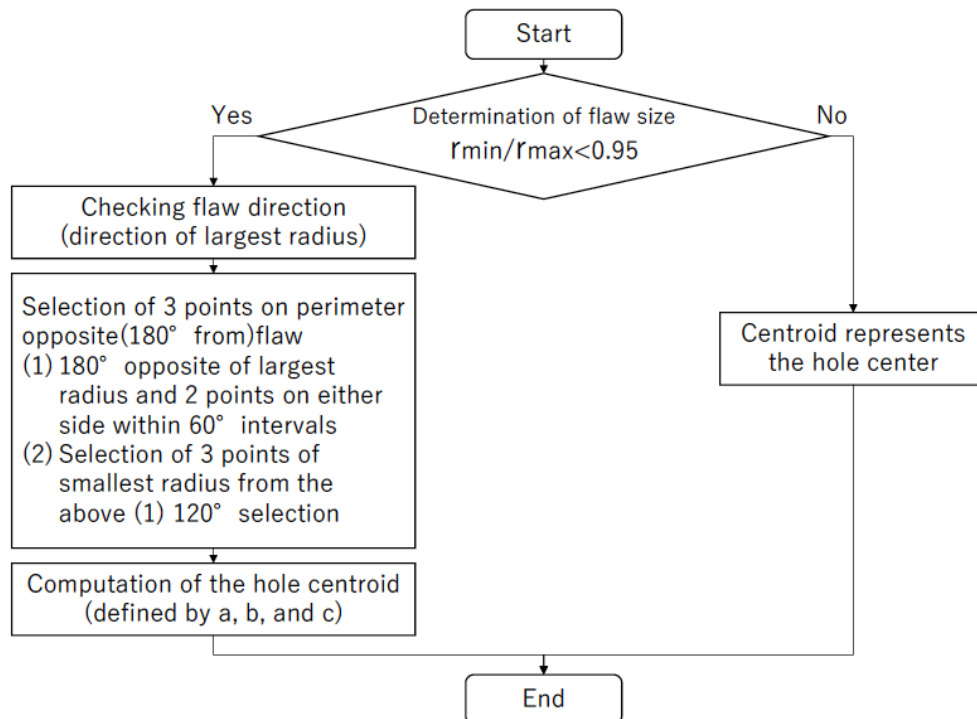 Start
Determination of flaw size
rmin/rmax<0.95
Yes
No
Checking flaw direction
(direction of largest radius)
Selection of 3 points on perimeter
opposite(180° from)flaw
(1) 180° opposite of largest
radius and 2 points on either
side within 60° intervals
(2) Selection of 3 points of
smallest radius from the
above (1) 120° selection
Computation of the hole centroid
(defined by a, b, and c)
Centroid represents
the hole center
End